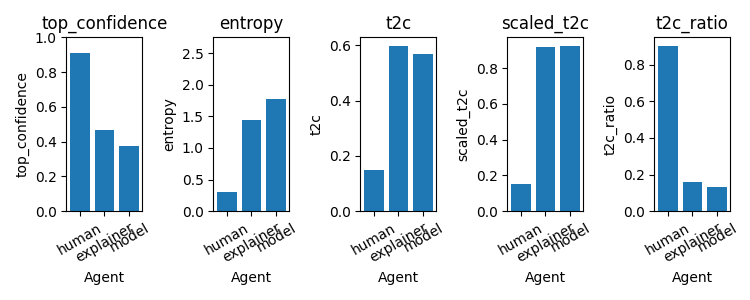 top_confidence
top_confidence
1.0
0.8
0.6
0.4
0.2
0.0
human
explainer
model
Agent
entropy
entropy
2.5
2.0
1.5
1.0
0.5
0.0
human
explainer
model
Agent
t2c
t2c
0.6
0.4
0.2
0.0
human
explainer
model
Agent
scaled_t2c
scaled_t2c
0.8
0.6
0.4
0.2
0.0
human
explainer
model
Agent
t2c_ratio
t2c_ratio
0.8
0.6
0.4
0.2
0.0
human
explainer
model
Agent